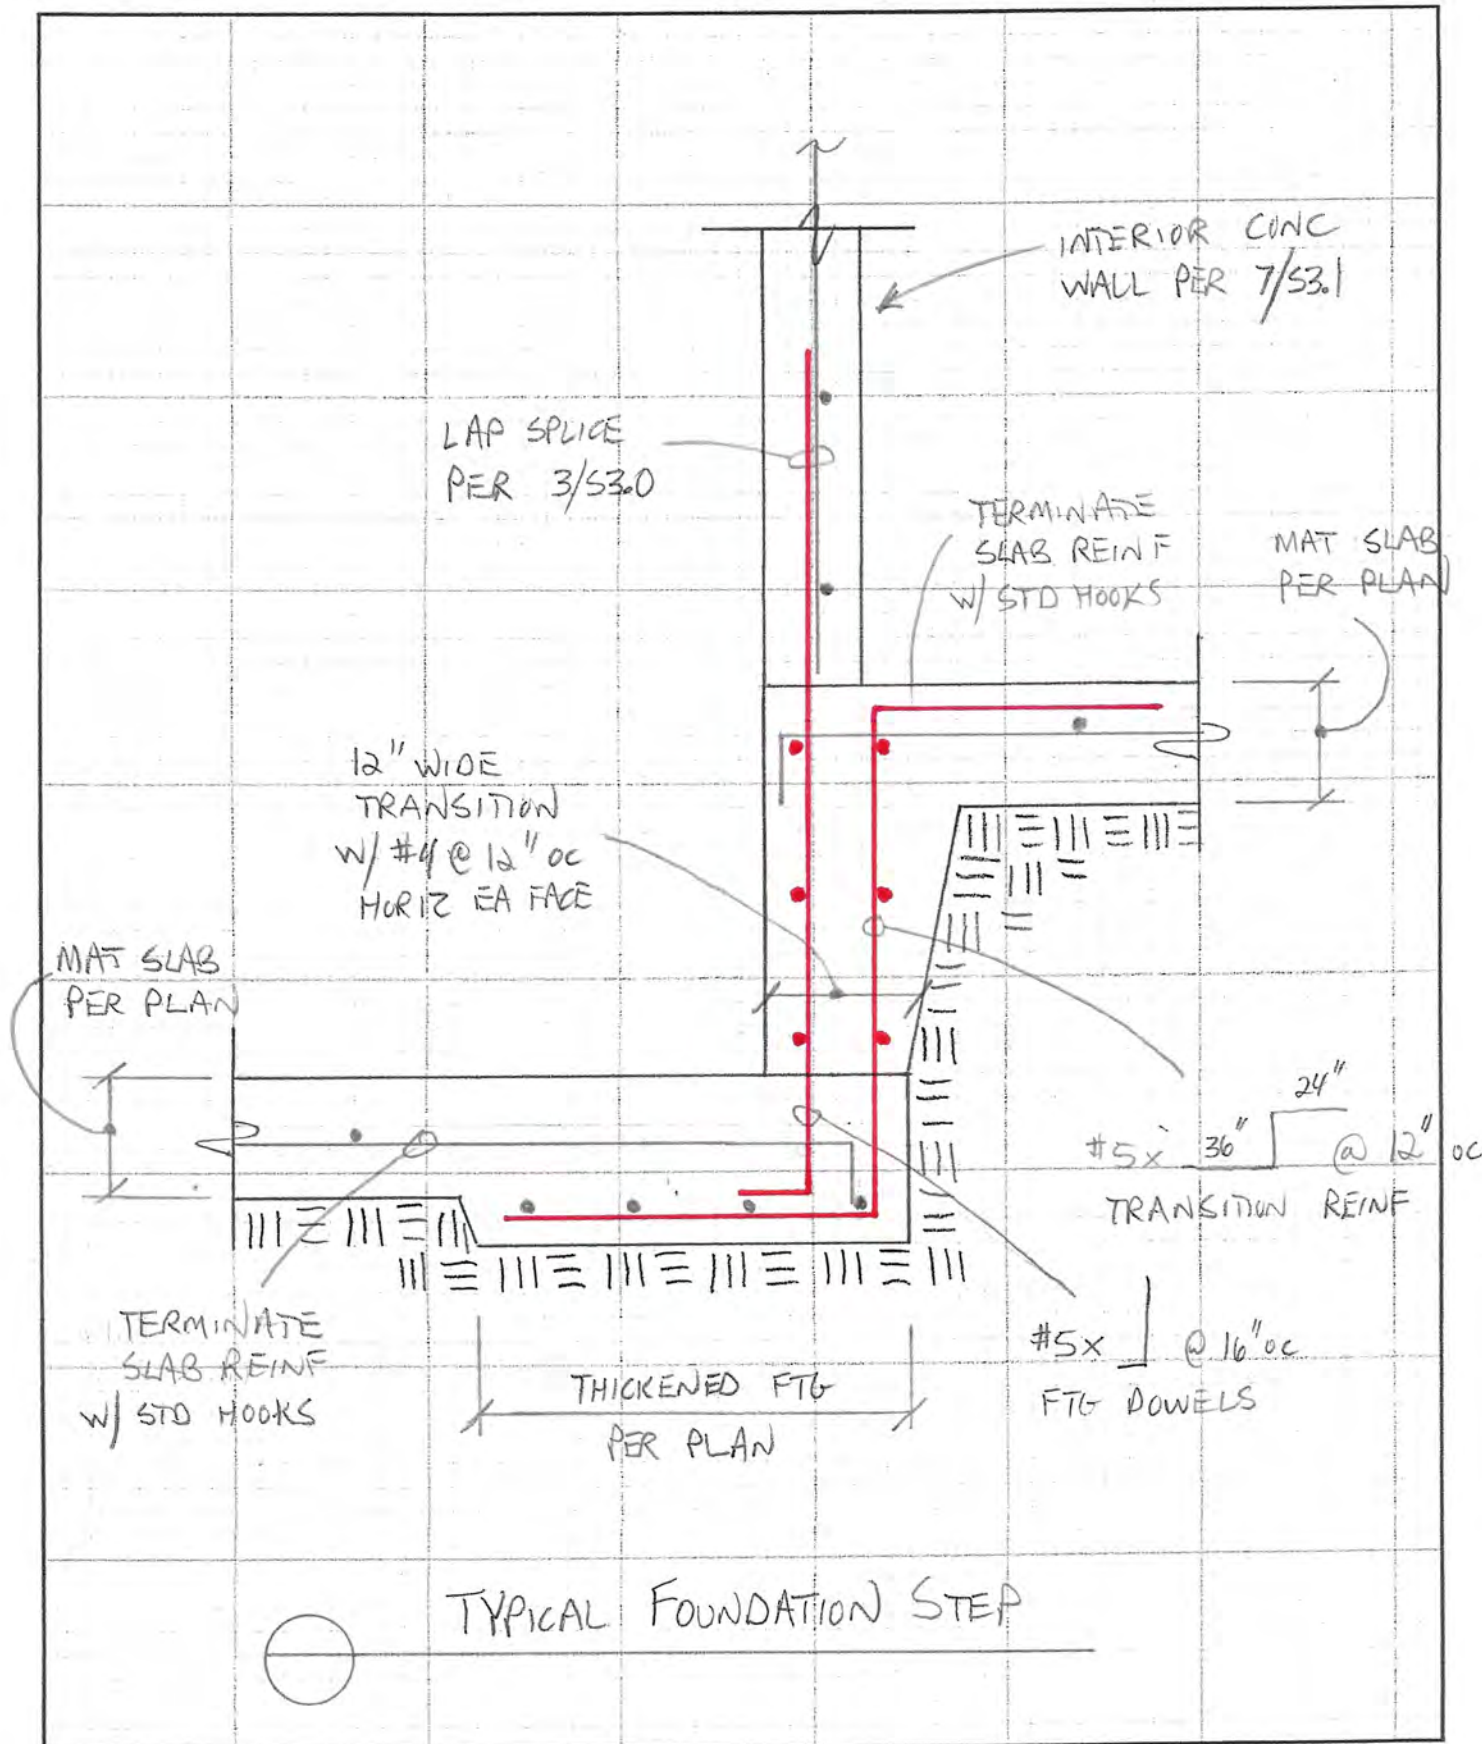 INTERIOR CONC
WALL PER 7/S3.1
LAP SPLICE
PER 3/S3.0
TERMINATE
SLAB REINF
W/ STD HOOKS
MAT SLAB
PER PLAN
12" WIDE
TRANSITION
W/ #4 @ 12" OC
HORIZ EA FACE
MAT SLAB
PER PLAN
24"
#5x 36" @ 12" OC
TRANSITION REINF
TERMINATE
SLAB REINF
W/ STD HOOKS
#5x @ 16" OC
FTG DOWELS
THICKENED FTG
PER PLAN
TYPICAL FOUNDATION STEP